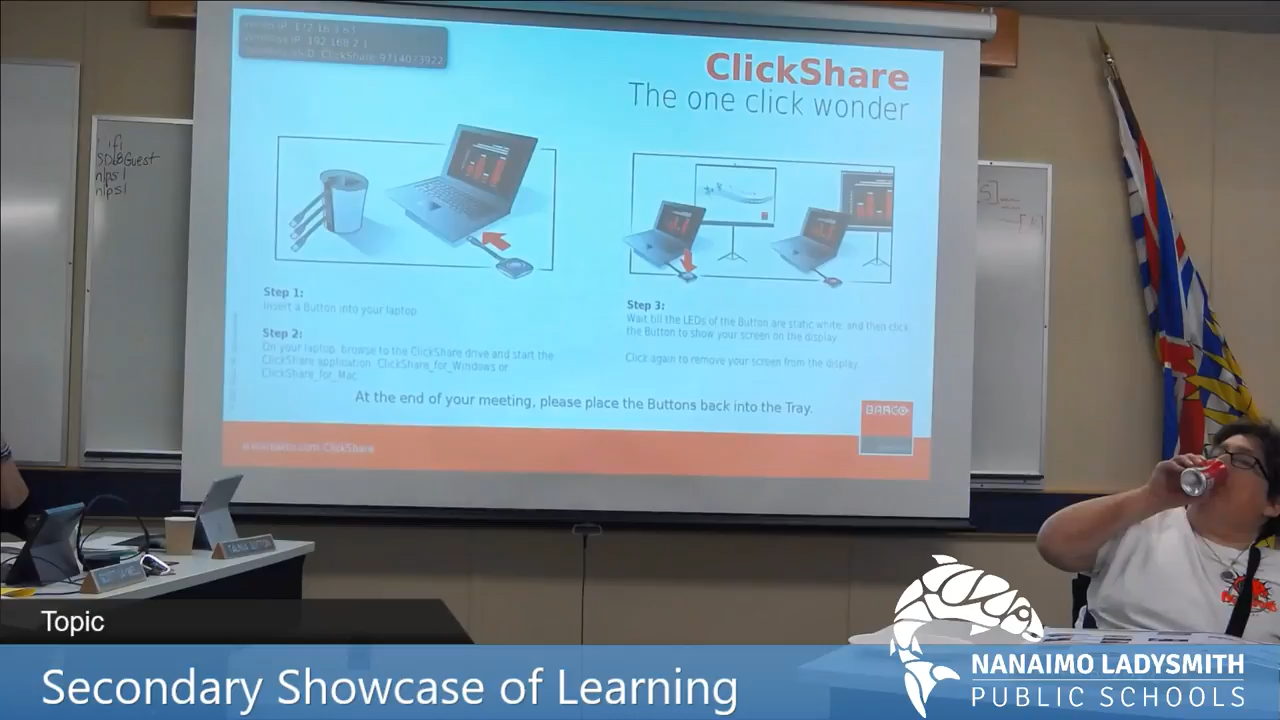 ClickShare
The one click wonder
SD68Guest
nlps1
nlps1
Step 1:
Insert a Button into your laptop
Step 2:
On your laptop, browse to the ClickShare drive and start the
ClickShare application: ClickShare_for_Windows or
ClickShare_for_Mac
Step 3:
Wait till the LEDs of the Button are static white, and then click
the Button to show your screen on the display
Click again to remove your screen from the display
At the end of your meeting, please place the Buttons back into the Tray.
BARCO
www.barco.com/ClickShare
Topic
Secondary Showcase of Learning
NANAIMO LADYSMITH
PUBLIC SCHOOLS